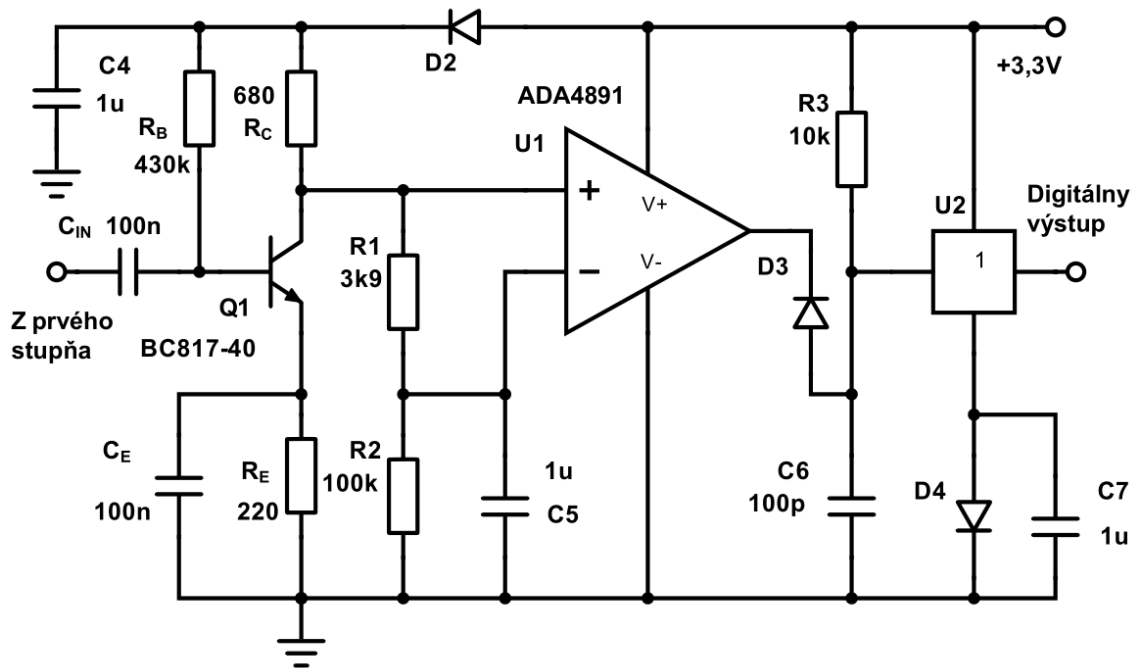 C4
1u
D2
+3,3V
680
R_C
R_B
430k
ADA4891
U1
R3
10k
+
V+
−
V-
C_IN 100n
Z prvého
stupňa
Q1
BC817-40
R1
3k9
D3
U2
1
Digitálny
výstup
C_E
100n
R_E
220
R2
100k
1u
C5
C6
100p
D4
C7
1u